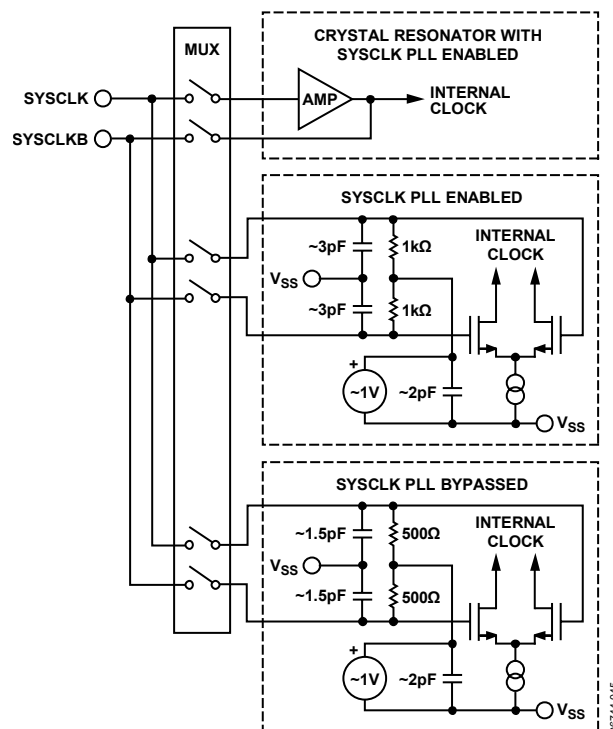 MUX
SYSCLK
SYSCLKB
CRYSTAL RESONATOR WITH
SYSCLK PLL ENABLED
AMP
INTERNAL
CLOCK
SYSCLK PLL ENABLED
~3pF
1kΩ
INTERNAL
CLOCK
VSS
~3pF
1kΩ
+
~1V
~2pF
VSS
SYSCLK PLL BYPASSED
~1.5pF
500Ω
INTERNAL
CLOCK
VSS
~1.5pF
500Ω
+
~1V
~2pF
VSS